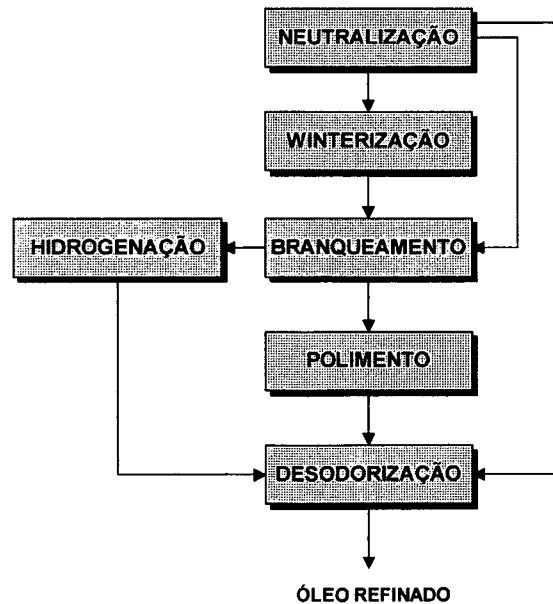 NEUTRALIZAÇÃO
WINTERIZAÇÃO
HIDROGENAÇÃO
BRANQUEAMENTO
POLIMENTO
DESODORIZAÇÃO
ÓLEO REFINADO